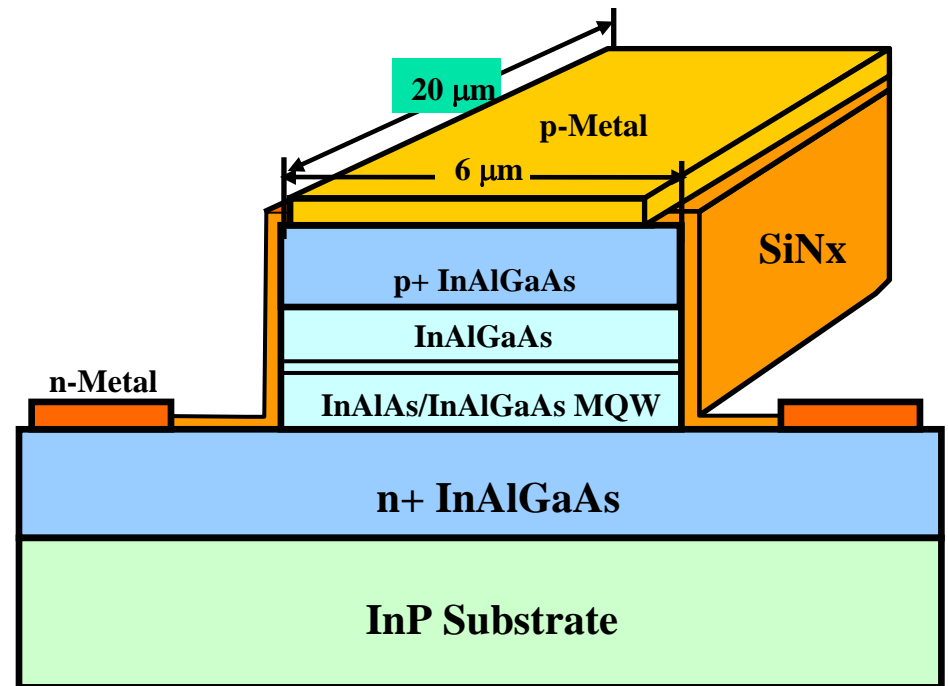 20 μm
p-Metal
6 μm
SiNx
p+ InAlGaAs
InAlGaAs
n-Metal
InAlAs/InAlGaAs MQW
n+ InAlGaAs
InP Substrate